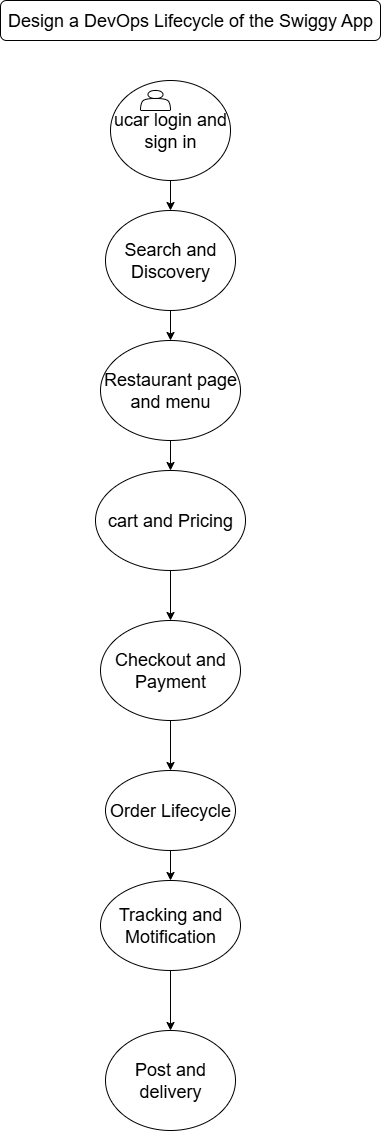 Design a DevOps Lifecycle of the Swiggy App
ucar login and
sign in
Search and
Discovery
Restaurant page
and menu
cart and Pricing
Checkout and
Payment
Order Lifecycle
Tracking and
Motification
Post and
delivery